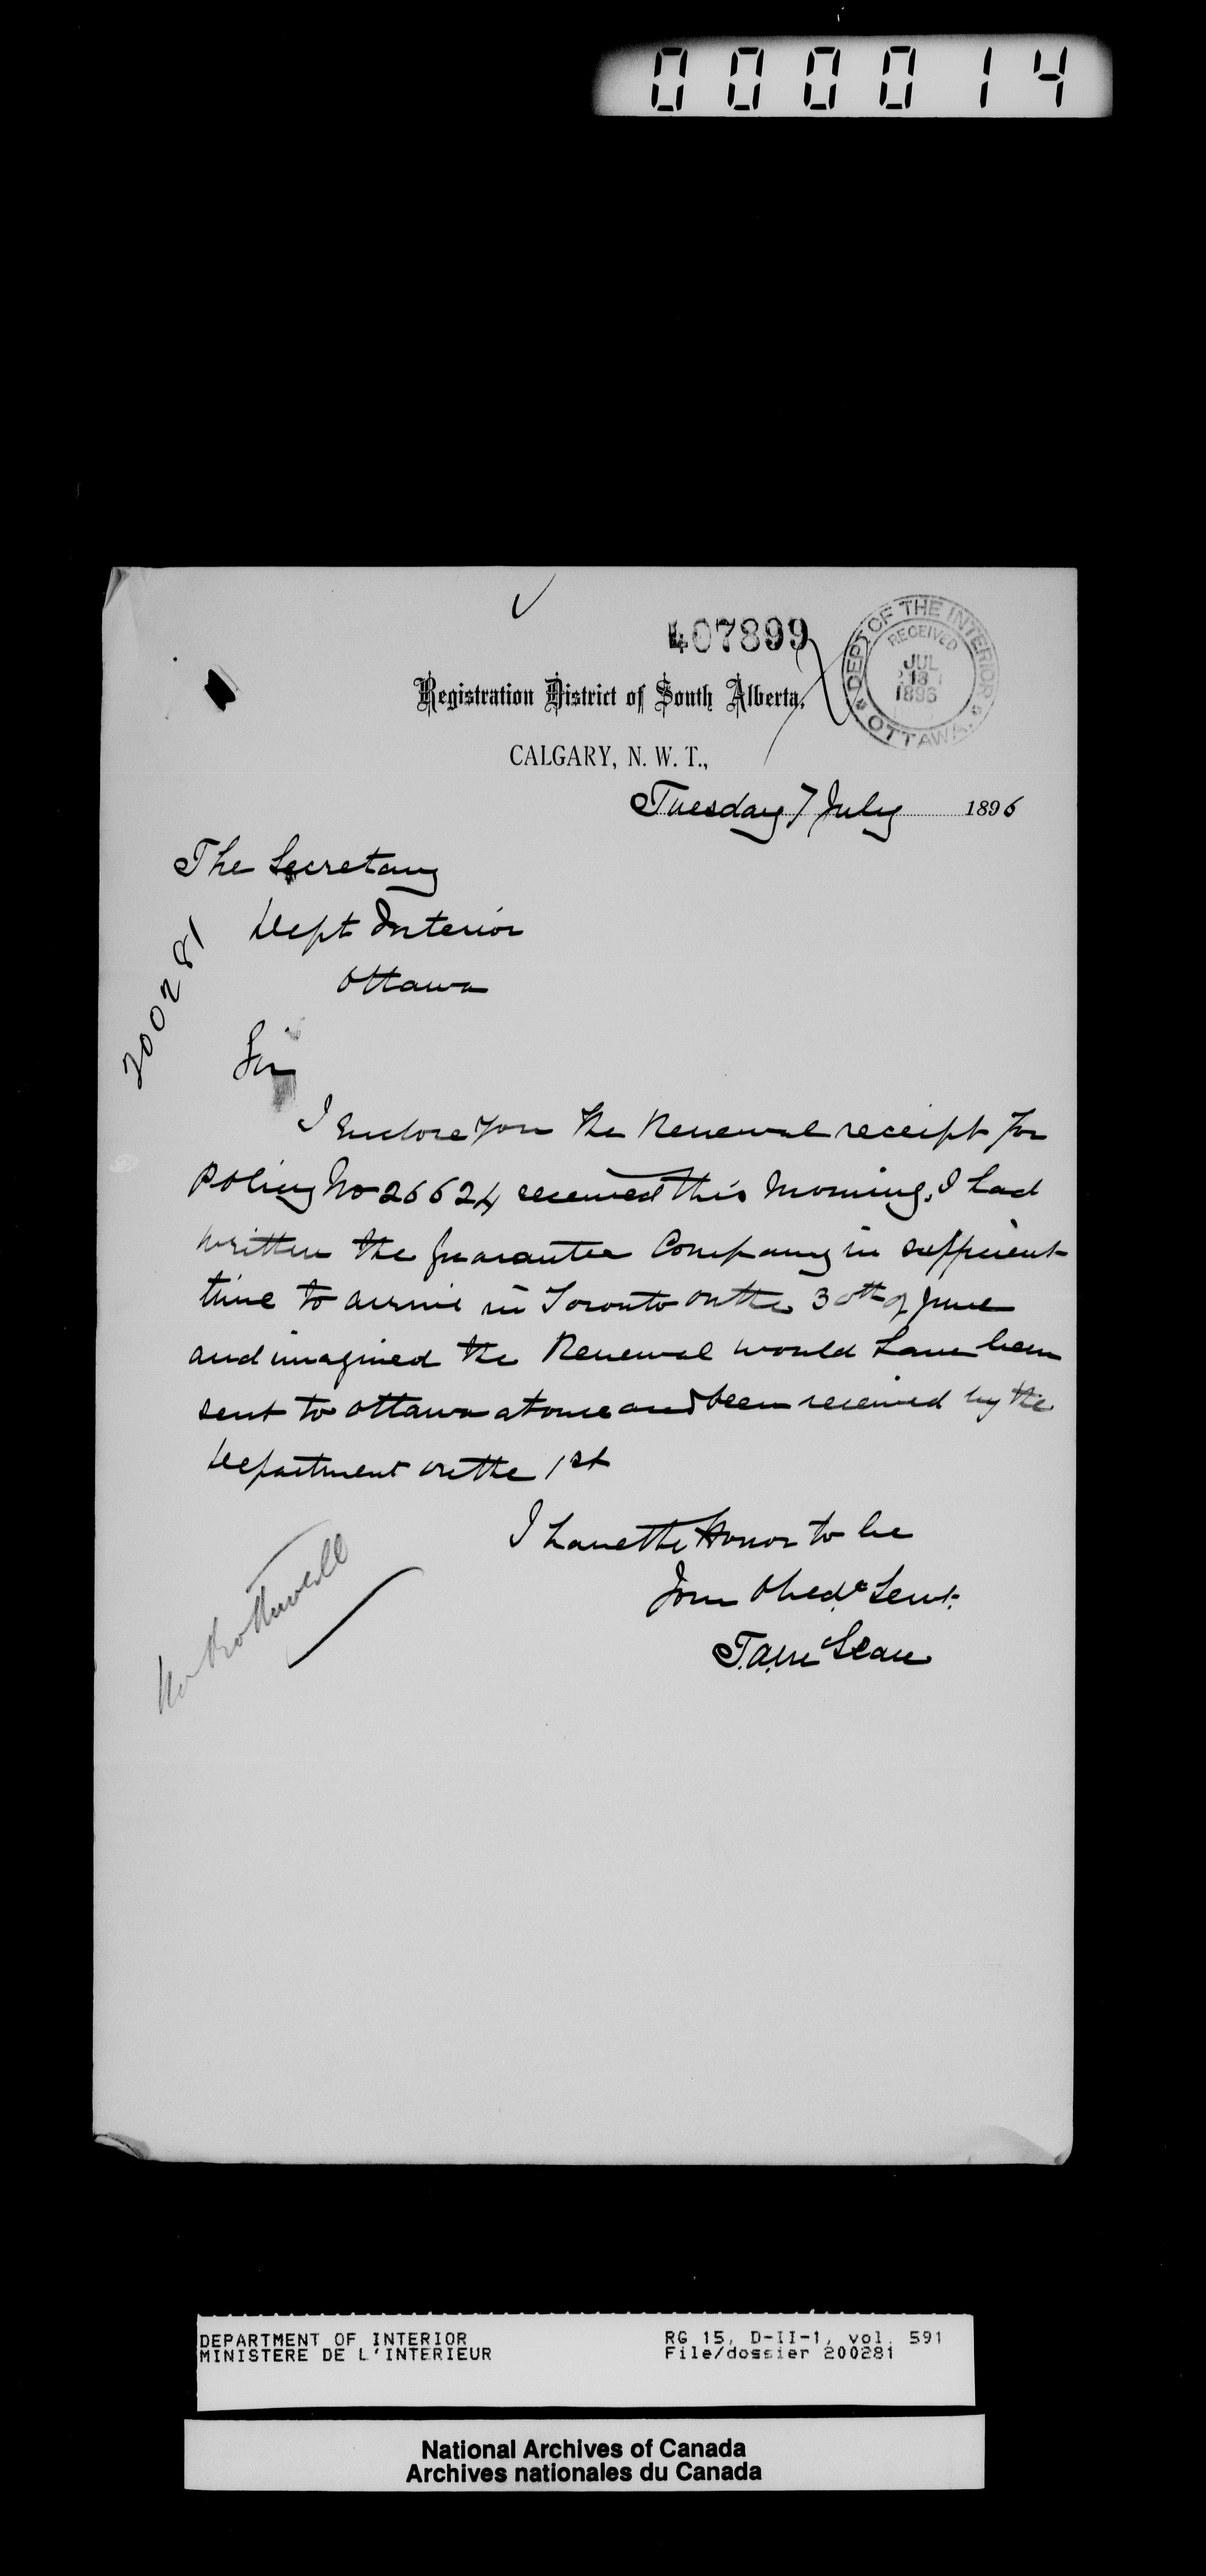 000014
407899
DEPT OF THE INTERIOR
RECEIVED
JUL
13
1896
OTTAWA.
Registration District of South Alberta,
CALGARY, N. W. T.,
Tuesday 7 July 1896
The Secretary
Dept Interior
Ottawa
200281
Sir
I Enclose you the Renewal receipt for
Policy No 26624 received this Morning. I had
written the Guarantee Company in sufficient
time to arrive in Toronto on the 30th of June
and imagined the Renewal would have been
sent to Ottawa at once and been received by the
Department on the 1st
I have the Honor to be
Your Obedt Servt.
Mr Rothwell
DEPARTMENT OF INTERIOR
MINISTERE DE L'INTERIEUR
RG 15, D-II-1, vol. 591
File/dossier 200281
National Archives of Canada
Archives nationales du Canada